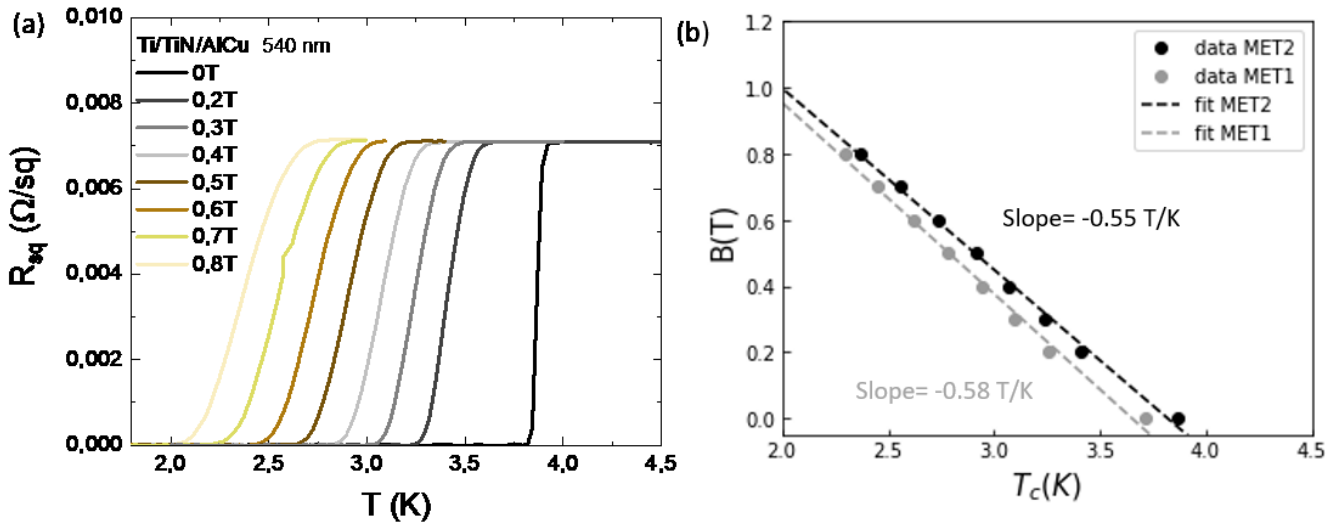 (a)
Ti/TiN/AlCu 540 nm
0T
0,2T
0,3T
0,4T
0,5T
0,6T
0,7T
0,8T
0,010
0,008
0,006
0,004
0,002
0,000
Rsq (Ω/sq)
2.0 2.5 3.0 3.5 4.0 4.5
T (K)
(b)
data MET2
data MET1
fit MET2
fit MET1
1.0
0.8
0.6
0.4
0.2
0.0
B(T)
Slope= -0.55 T/K
Slope= -0.58 T/K
2.0 2.5 3.0 3.5 4.0 4.5
Tc(K)